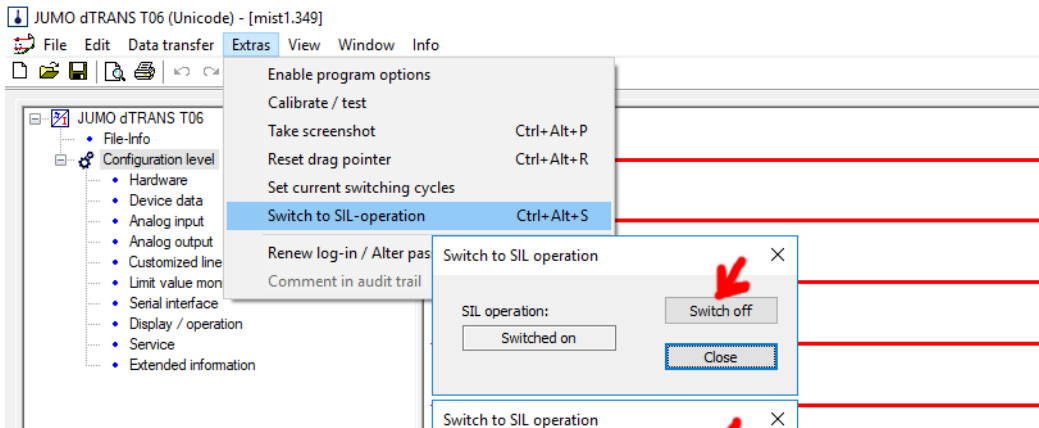 JUMO dTRANS T06 (Unicode) - [mist1.349]
File Edit Data transfer Extras View Window Info
Enable program options
Calibrate / test
Take screenshot Ctrl+Alt+P
Reset drag pointer Ctrl+Alt+R
Set current switching cycles
Switch to SIL-operation Ctrl+Alt+S
Renew log-in / Alter pas
Comment in audit trail
JUMO dTRANS T06
File-Info
Configuration level
Hardware
Device data
Analog input
Analog output
Customized line
Limit value mon
Serial interface
Display / operation
Service
Extended information
Switch to SIL operation
SIL operation:
Switched on
Switch off
Close
Switch to SIL operation